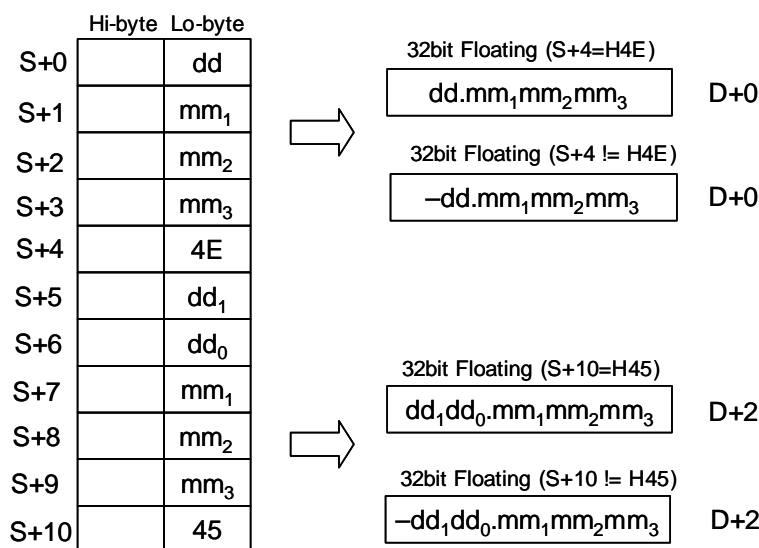 Hi-byte Lo-byte
S+0 dd
S+1 mm₁
S+2 mm₂
S+3 mm₃
S+4 4E
S+5 dd₁
S+6 dd₀
S+7 mm₁
S+8 mm₂
S+9 mm₃
S+10 45
32bit Floating (S+4=H4E)
dd.mm₁mm₂mm₃ D+0
32bit Floating (S+4 != H4E)
–dd.mm₁mm₂mm₃ D+0
32bit Floating (S+10=H45)
dd₁dd₀.mm₁mm₂mm₃ D+2
32bit Floating (S+10 != H45)
–dd₁dd₀.mm₁mm₂mm₃ D+2